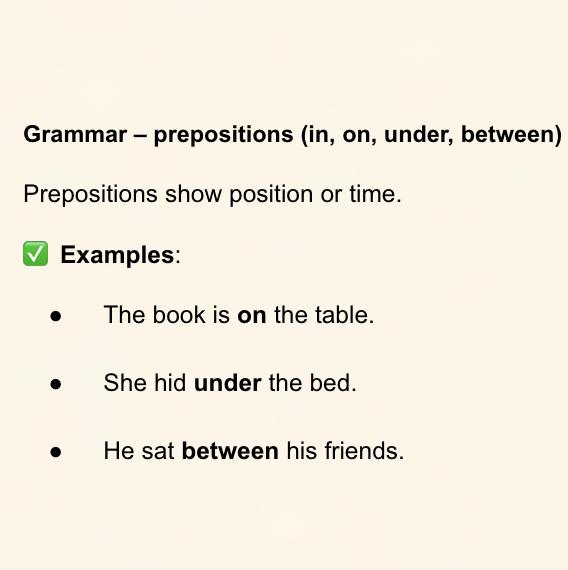 Grammar – prepositions (in, on, under, between)
Prepositions show position or time.
✅ Examples:
● The book is on the table.
● She hid under the bed.
● He sat between his friends.